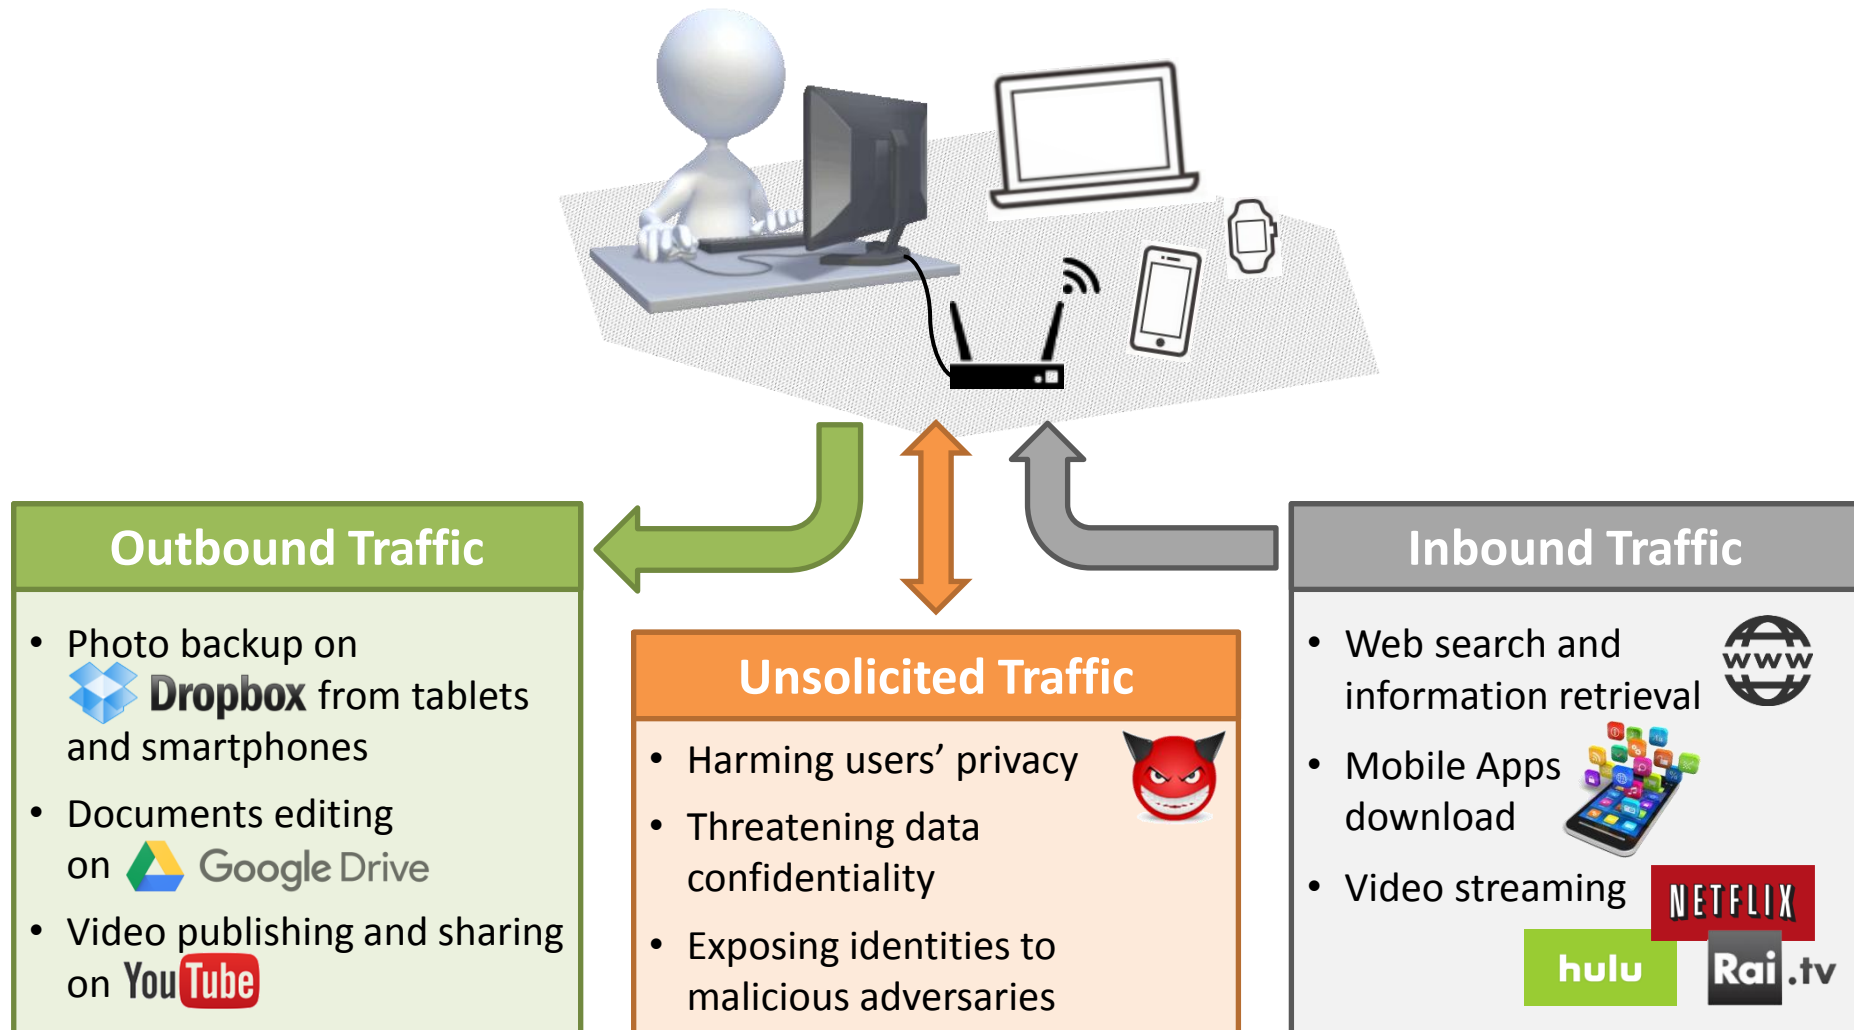 Outbound Traffic
• Photo backup on
Dropbox from tablets
and smartphones
• Documents editing
on Google Drive
• Video publishing and sharing
on YouTube
Unsolicited Traffic
• Harming users’ privacy
• Threatening data
confidentiality
• Exposing identities to
malicious adversaries
Inbound Traffic
• Web search and
information retrieval
www
• Mobile Apps
download
• Video streaming
NETFLIX
hulu
Rai.tv